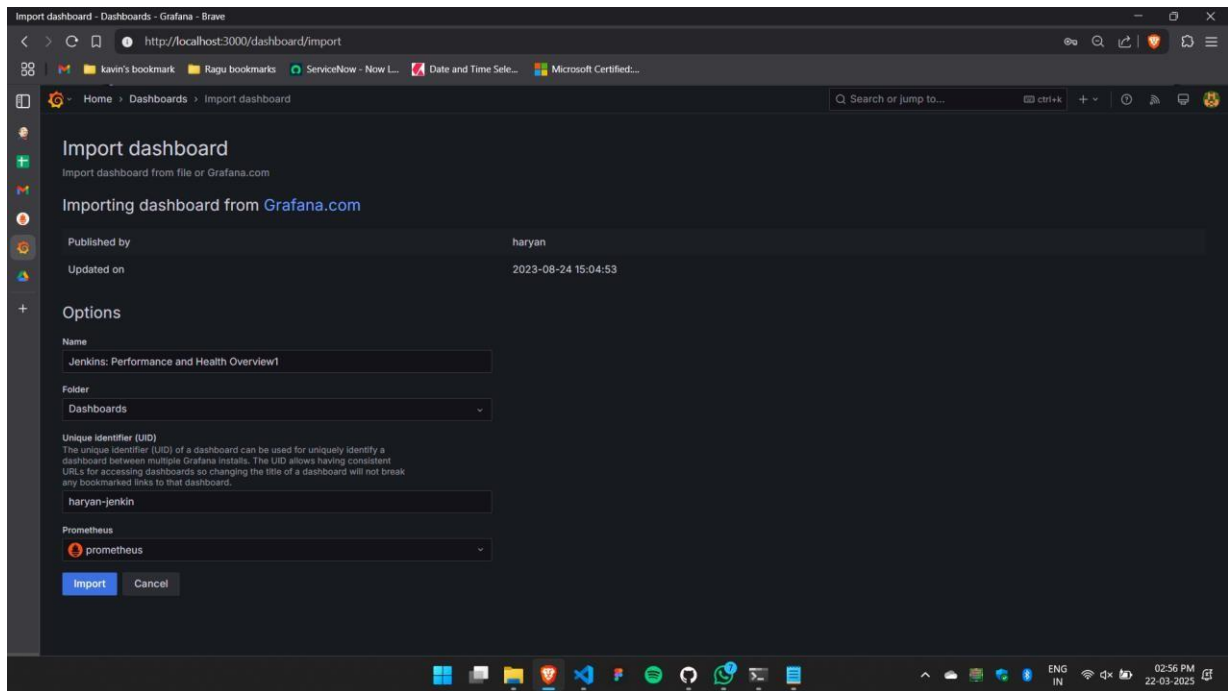 Import dashboard - Dashboards - Grafana - Brave
http://localhost:3000/dashboard/import
kavin's bookmark Ragu bookmarks ServiceNow - Now L... Date and Time Sele... Microsoft Certified:...
Home › Dashboards › Import dashboard
Search or jump to... ctrl+k
Import dashboard
Import dashboard from file or Grafana.com
Importing dashboard from Grafana.com
Published by haryan
Updated on 2023-08-24 15:04:53
Options
Name
Jenkins: Performance and Health Overview1
Folder
Dashboards
Unique identifier (UID)
The unique identifier (UID) of a dashboard can be used for uniquely identify a
dashboard between multiple Grafana installs. The UID allows having consistent
URLs for accessing dashboards so changing the title of a dashboard will not break
any bookmarked links to that dashboard.
haryan-jenkin
Prometheus
prometheus
Import Cancel
7
ENG
IN
02:56 PM
22-03-2025